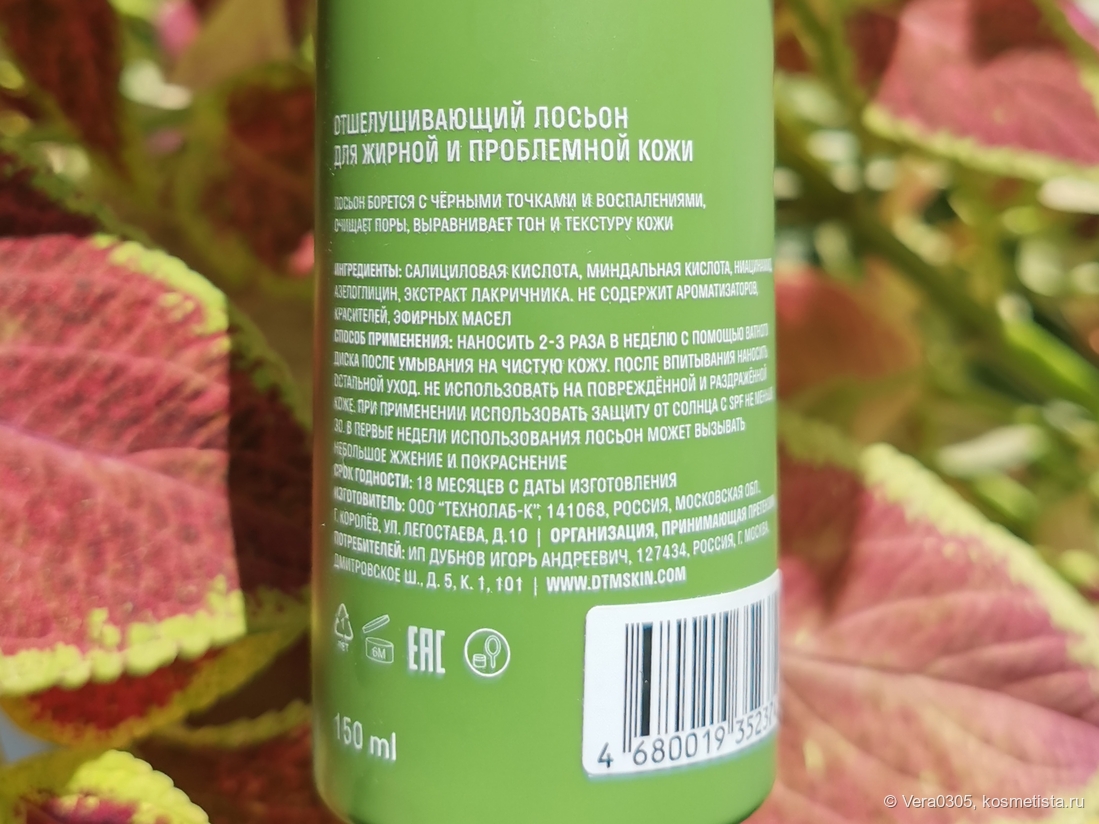 ОТШЕЛУШИВАЮЩИЙ ЛОСЬОН
ДЛЯ ЖИРНОЙ И ПРОБЛЕМНОЙ КОЖИ
ЛОСЬОН БОРЕТСЯ С ЧЁРНЫМИ ТОЧКАМИ И ВОСПАЛЕНИЯМИ,
ОЧИЩАЕТ ПОРЫ, ВЫРАВНИВАЕТ ТОН И ТЕКСТУРУ КОЖИ
ИНГРЕДИЕНТЫ: САЛИЦИЛОВАЯ КИСЛОТА, МИНДАЛЬНАЯ КИСЛОТА,
АЗЕЛОГЛИЦИН, ЭКСТРАКТ ЛАКРИЧНИКА. НЕ СОДЕРЖИТ АРОМАТИЗАТОРОВ,
КРАСИТЕЛЕЙ, ЭФИРНЫХ МАСЕЛ
СПОСОБ ПРИМЕНЕНИЯ: НАНОСИТЬ 2-3 РАЗА В НЕДЕЛЮ С ПОМОЩЬЮ ВАТНОГО
ДИСКА ПОСЛЕ УМЫВАНИЯ НА ЧИСТУЮ КОЖУ. ПОСЛЕ ВПИТЫВАНИЯ НАНОСИТЬ
ОСТАЛЬНОЙ УХОД. НЕ ИСПОЛЬЗОВАТЬ НА ПОВРЕЖДЁННОЙ И РАЗДРАЖЁННОЙ
КОЖЕ. ПРИ ПРИМЕНЕНИИ ИСПОЛЬЗОВАТЬ ЗАЩИТУ ОТ СОЛНЦА С SPF НЕ МЕНЬШЕ
30. В ПЕРВЫЕ НЕДЕЛИ ИСПОЛЬЗОВАНИЯ ЛОСЬОН МОЖЕТ ВЫЗЫВАТЬ
НЕБОЛЬШОЕ ЖЖЕНИЕ И ПОКРАСНЕНИЕ
СРОК ГОДНОСТИ: 18 МЕСЯЦЕВ С ДАТЫ ИЗГОТОВЛЕНИЯ
ИЗГОТОВИТЕЛЬ: ООО "ТЕХНОЛАБ-К", 141068, РОССИЯ, МОСКОВСКАЯ ОБЛ.
Г. КОРОЛЁВ, УЛ. ЛЕГОСТАЕВА, Д.10 | ОРГАНИЗАЦИЯ, ПРИНИМАЮЩАЯ ПРЕТЕНЗИИ
ПОТРЕБИТЕЛЕЙ: ИП ДУБНОВ ИГОРЬ АНДРЕЕВИЧ, 127434, РОССИЯ, Г. МОСКВА,
ДМИТРОВСКОЕ Ш., Д. 5, К. 1, 101 | WWW.DTMSKIN.COM
6M EAC
150 ml
4 680019 3523
© Vera0305, kosmetista.ru